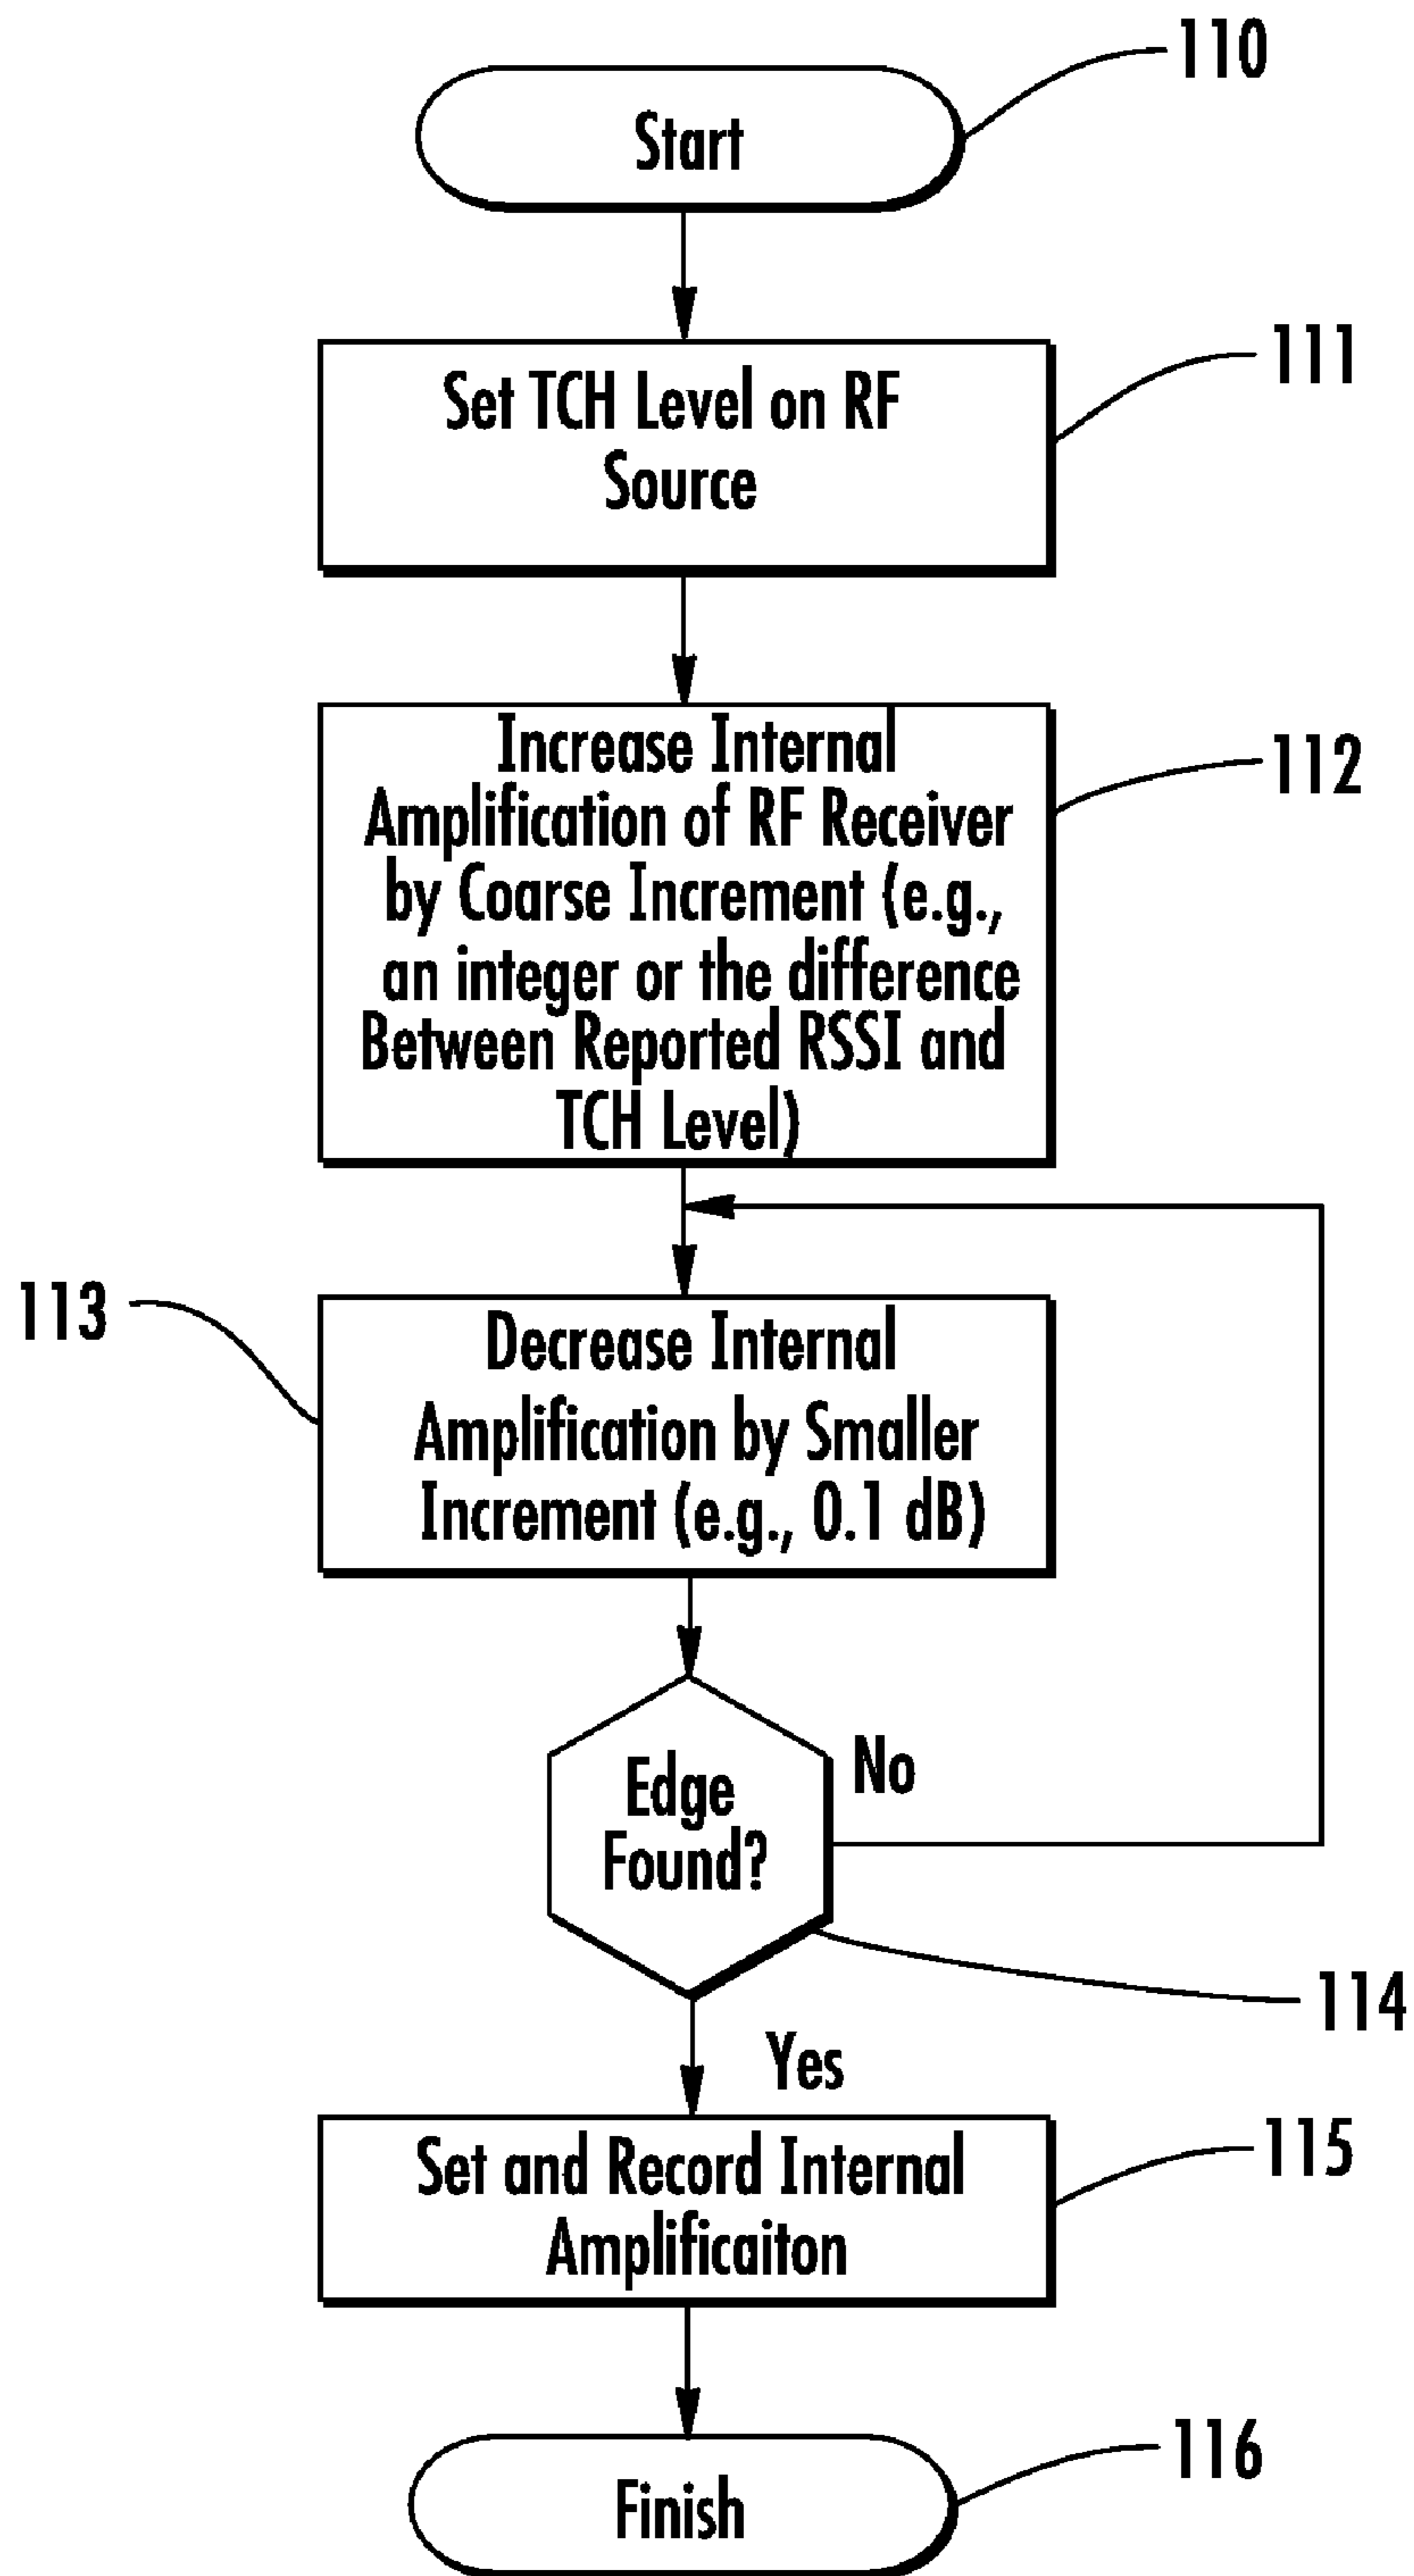 110
Start
111
Set TCH Level on RF
Source
112
Increase Internal
Amplification of RF Receiver
by Coarse Increment (e.g.,
an integer or the difference
Between Reported RSSI and
TCH Level)
113
Decrease Internal
Amplification by Smaller
Increment (e.g., 0.1 dB)
Edge
Found?
No
114
Yes
115
Set and Record Internal
Amplificaiton
116
Finish